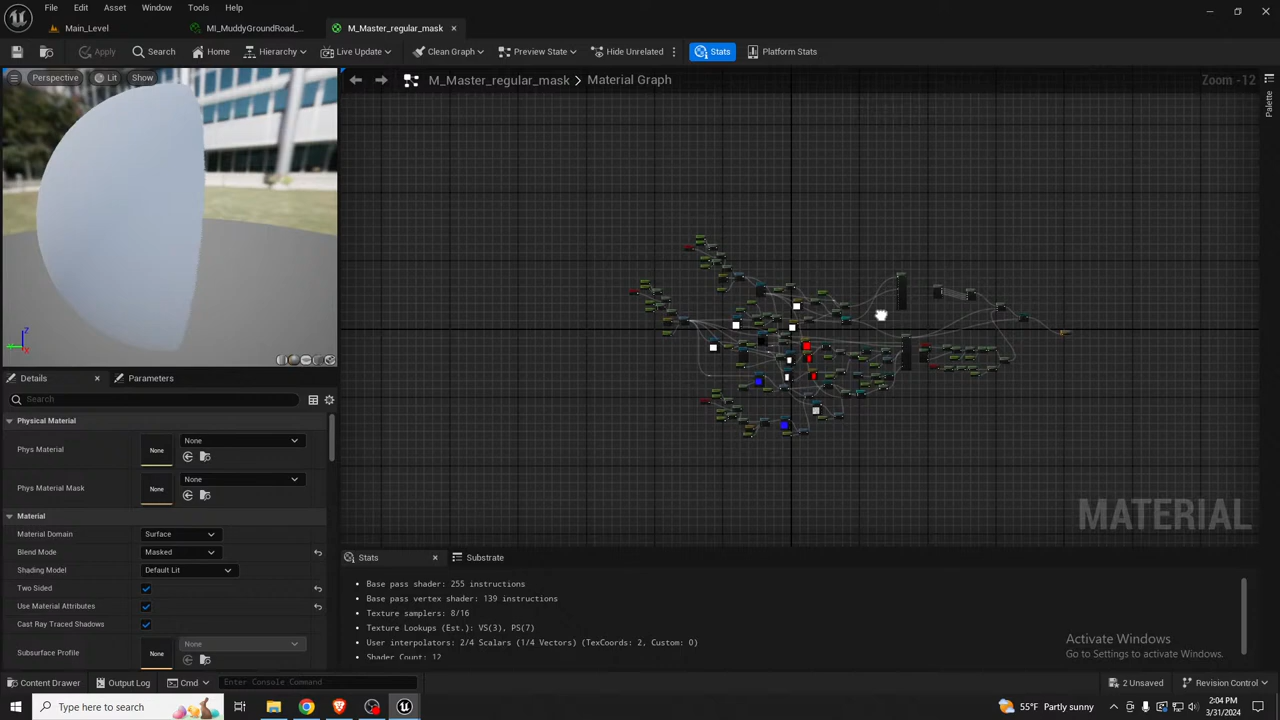 File Edit Asset Window Tools Help
Main_Level MI_MuddyGroundRoad_... M_Master_regular_mask
Apply Search Home Hierarchy Live Update Clean Graph Preview State Hide Unrelated Stats Platform Stats
Perspective Lit Show
M_Master_regular_mask > Material Graph
Zoom -12
Palette
Z
Details Parameters
Search
Physical Material
Phys Material
None
None
Phys Material Mask
None
None
Material
Material Domain
Surface
Blend Mode
Masked
Shading Model
Default Lit
Two Sided
Use Material Attributes
Cast Ray Traced Shadows
Subsurface Profile
None
None
MATERIAL
Stats Substrate
• Base pass shader: 255 instructions
• Base pass vertex shader: 139 instructions
• Texture samplers: 8/16
• Texture Lookups (Est.): VS(3), PS(7)
• User interpolators: 2/4 Scalars (1/4 Vectors) (TexCoords: 2, Custom: 0)
• Shader Count: 12
Activate Windows
Go to Settings to activate Windows.
Content Drawer Output Log Cmd Enter Console Command 2 Unsaved Revision Control
Type here to search
55°F Partly sunny
2:04 PM
3/31/2024